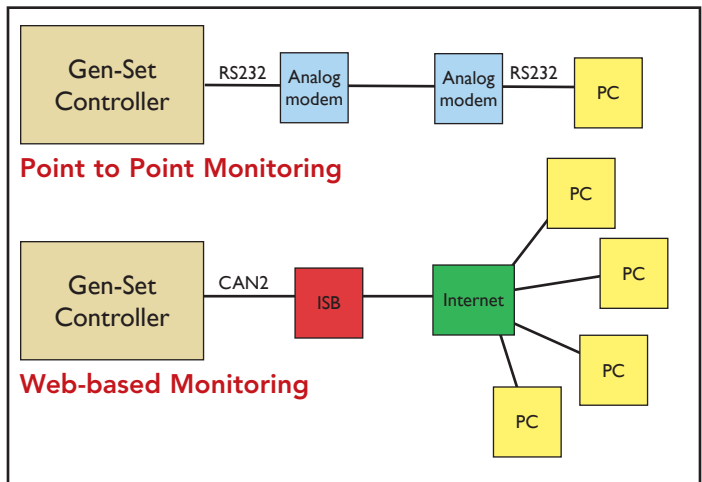 Gen-Set
Controller
RS232
Analog
modem
Analog
modem
RS232
PC
Point to Point Monitoring
Gen-Set
Controller
CAN2
ISB
Internet
PC
PC
PC
PC
Web-based Monitoring